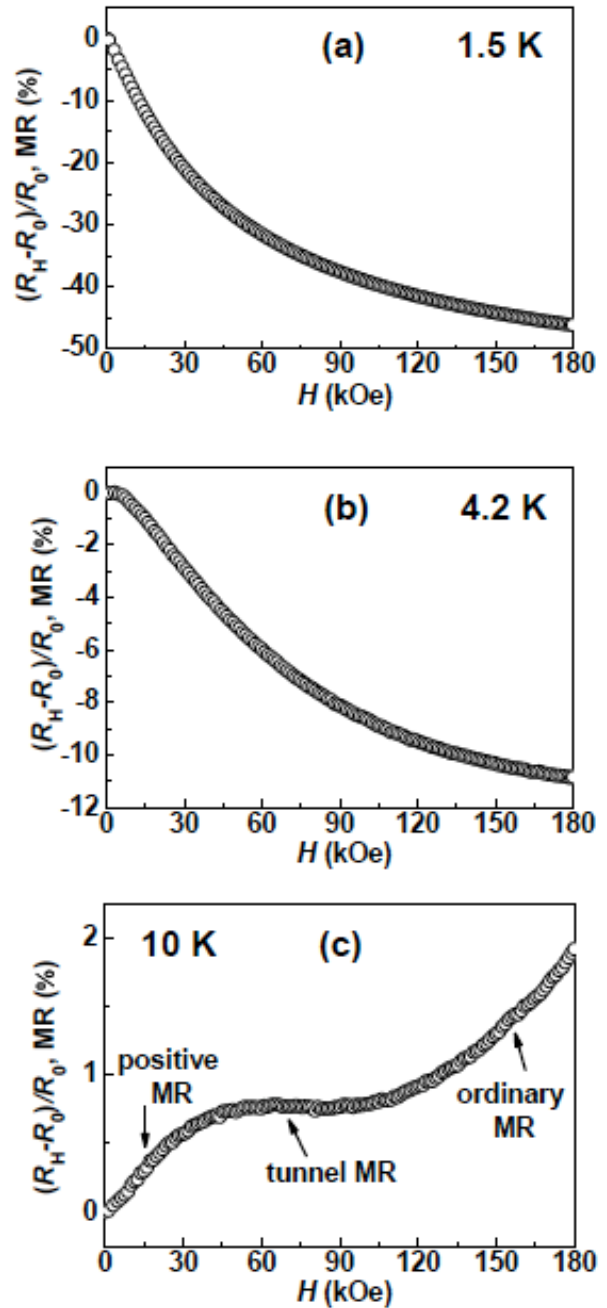 (a) 1.5 K
(R_H-R_0)/R_0, MR (%)
0
-10
-20
-30
-40
-50
0 30 60 90 120 150 180
H (kOe)
(b) 4.2 K
(R_H-R_0)/R_0, MR (%)
0
-2
-4
-6
-8
-10
-12
0 30 60 90 120 150 180
H (kOe)
10 K (c)
(R_H-R_0)/R_0, MR (%)
2
1
0
positive
MR
tunnel MR
ordinary
MR
0 30 60 90 120 150 180
H (kOe)